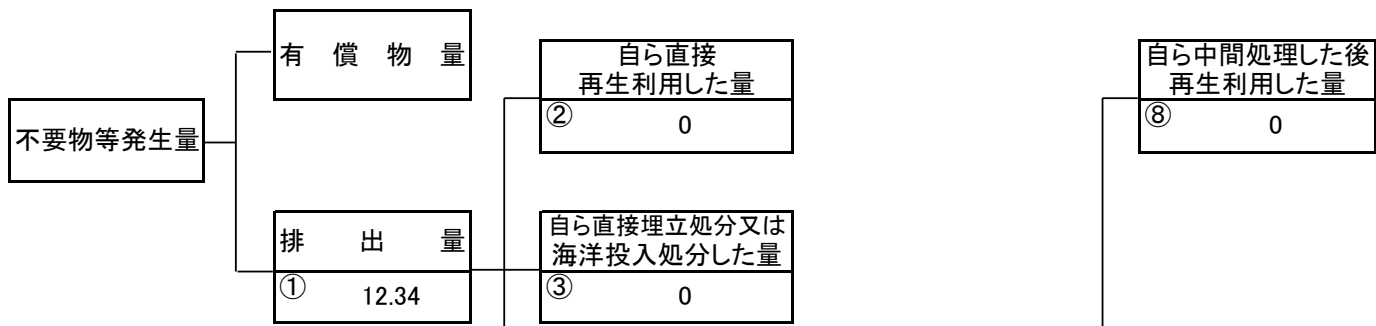 不要物等発生量
有償物量
排出量
① 12.34
自ら直接
再生利用した量
② 0
自ら直接埋立処分又は
海洋投入処分した量
③ 0
自ら中間処理した後
再生利用した量
⑧ 0